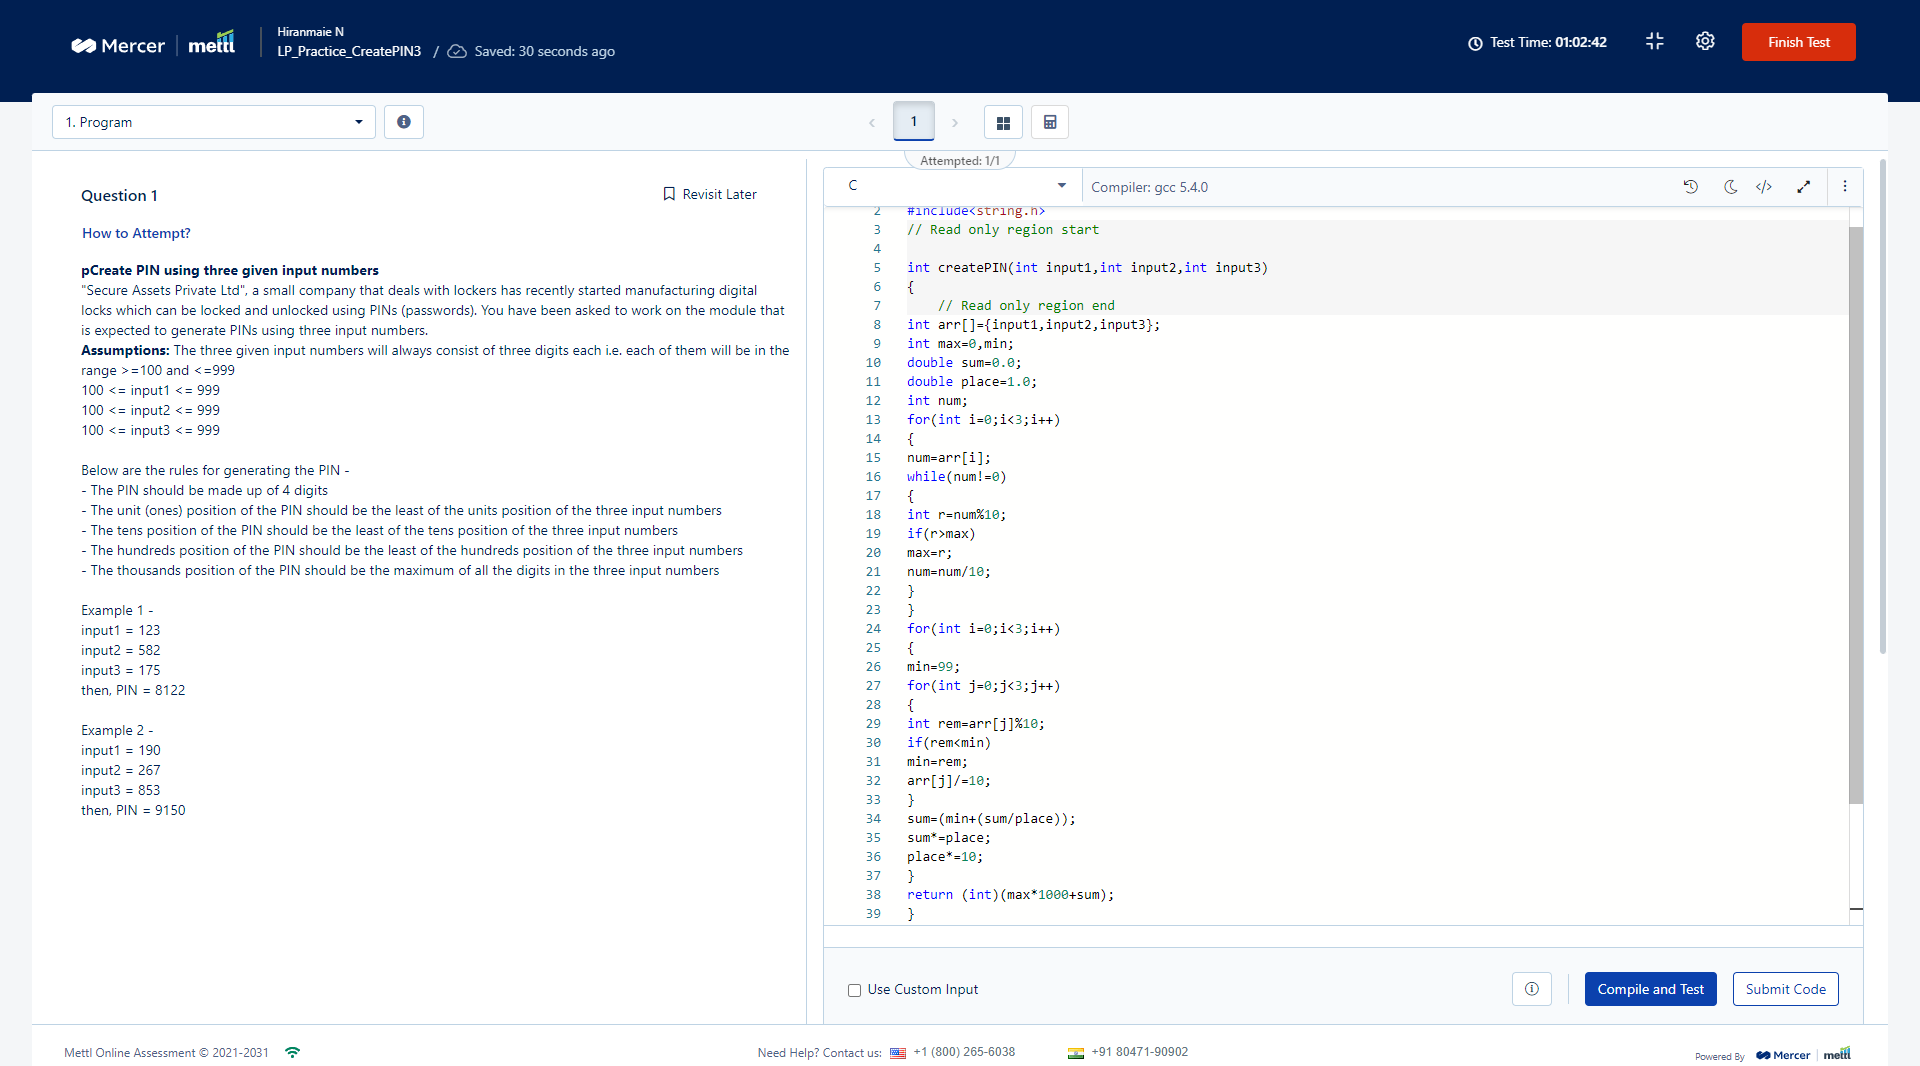 Mercer mettl
Hiranmaie N
LP_Practice_CreatePIN3 / Saved: 30 seconds ago
Test Time: 01:02:42
Finish Test
1. Program
1
Attempted: 1/1
Question 1
Revisit Later
How to Attempt?
pCreate PIN using three given input numbers
"Secure Assets Private Ltd", a small company that deals with lockers has recently started manufacturing digital
locks which can be locked and unlocked using PINs (passwords). You have been asked to work on the module that
is expected to generate PINs using three input numbers.
Assumptions: The three given input numbers will always consist of three digits each i.e. each of them will be in the
range >=100 and <=999
100 <= input1 <= 999
100 <= input2 <= 999
100 <= input3 <= 999
Below are the rules for generating the PIN -
- The PIN should be made up of 4 digits
- The unit (ones) position of the PIN should be the least of the units position of the three input numbers
- The tens position of the PIN should be the least of the tens position of the three input numbers
- The hundreds position of the PIN should be the least of the hundreds position of the three input numbers
- The thousands position of the PIN should be the maximum of all the digits in the three input numbers
Example 1 -
input1 = 123
input2 = 582
input3 = 175
then, PIN = 8122
Example 2 -
input1 = 190
input2 = 267
input3 = 853
then, PIN = 9150
C
Compiler: gcc 5.4.0
2 #include<string.h>
3 // Read only region start
4
5 int createPIN(int input1,int input2,int input3)
6 {
7 // Read only region end
8 int arr[]={input1,input2,input3};
9 int max=0,min;
10 double sum=0.0;
11 double place=1.0;
12 int num;
13 for(int i=0;i<3;i++)
14 {
15 num=arr[i];
16 while(num!=0)
17 {
18 int r=num%10;
19 if(r>max)
20 max=r;
21 num=num/10;
22 }
23 }
24 for(int i=0;i<3;i++)
25 {
26 min=99;
27 for(int j=0;j<3;j++)
28 {
29 int rem=arr[j]%10;
30 if(rem<min)
31 min=rem;
32 arr[j]/=10;
33 }
34 sum=(min+(sum/place));
35 sum*=place;
36 place*=10;
37 }
38 return (int)(max*1000+sum);
39 }
Use Custom Input
Compile and Test
Submit Code
Mettl Online Assessment © 2021-2031
Need Help? Contact us: +1 (800) 265-6038
+91 80471-90902
Powered By Mercer mettl